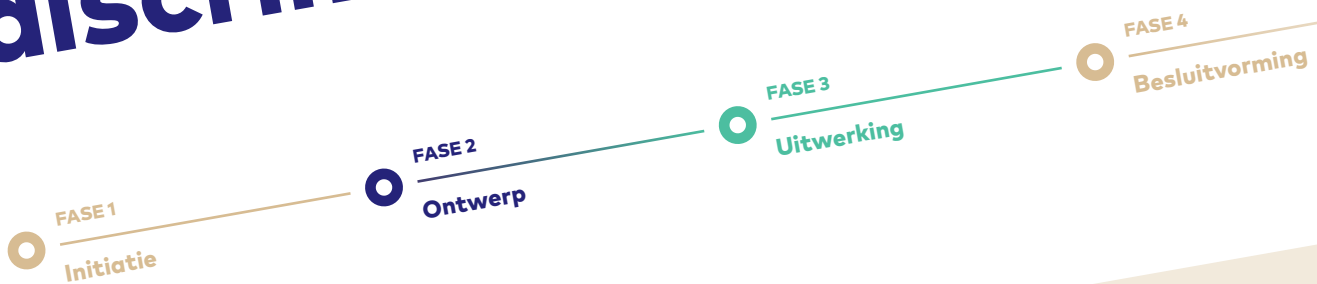 FASE 1
Initiatie
FASE 2
Ontwerp
FASE 3
Uitwerking
FASE 4
Besluitvorming